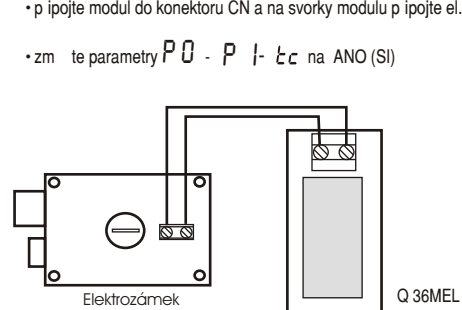 • p ipojte modul do konektoru CN a na svorky modulu p ipojte el.
• zm te parametry P0 - P 1- tc na ANO (SI)
Elektrozámek
Q 36MEL